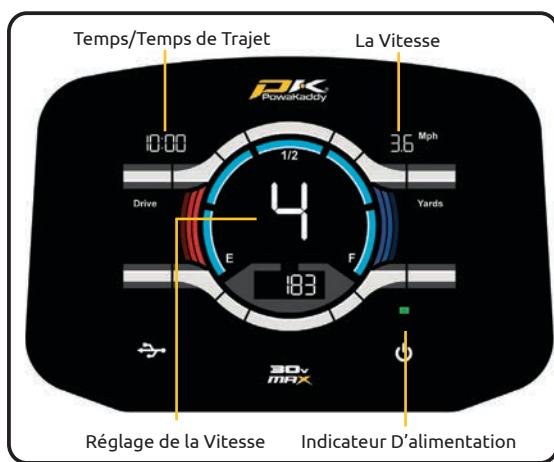 Temps/Temps de Trajet
La Vitesse
PK
PowaKaddy
10:00
3.6 Mph
1/2
Drive
4
Yards
E
F
183
30v
MAX
Réglage de la Vitesse
Indicateur D’alimentation